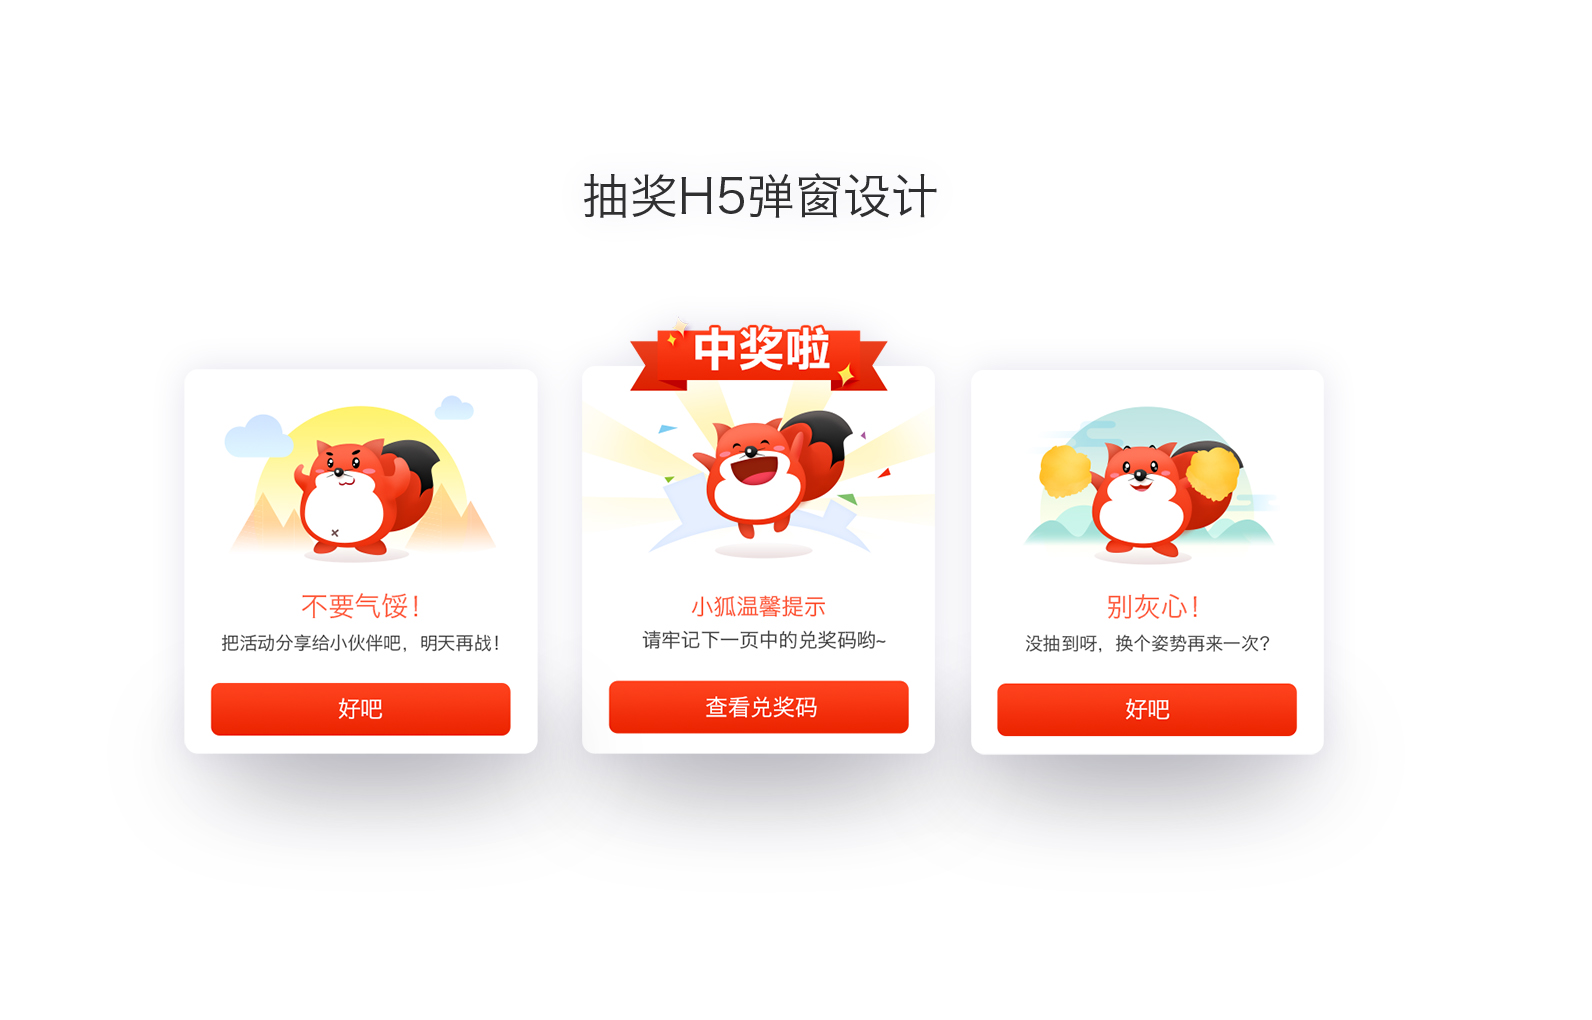 抽奖H5弹窗设计
不要气馁！
把活动分享给小伙伴吧，明天再战！
好吧
中奖啦
小狐温馨提示
请牢记下一页中的兑奖码哟~
查看兑奖码
别灰心！
没抽到呀，换个姿势再来一次？
好吧